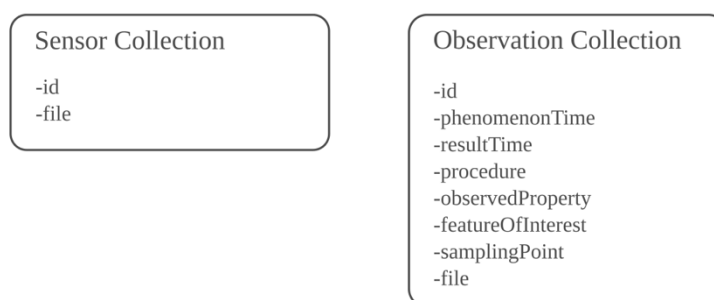 Sensor Collection
-id
-file
Observation Collection
-id
-phenomenonTime
-resultTime
-procedure
-observedProperty
-featureOfInterest
-samplingPoint
-file